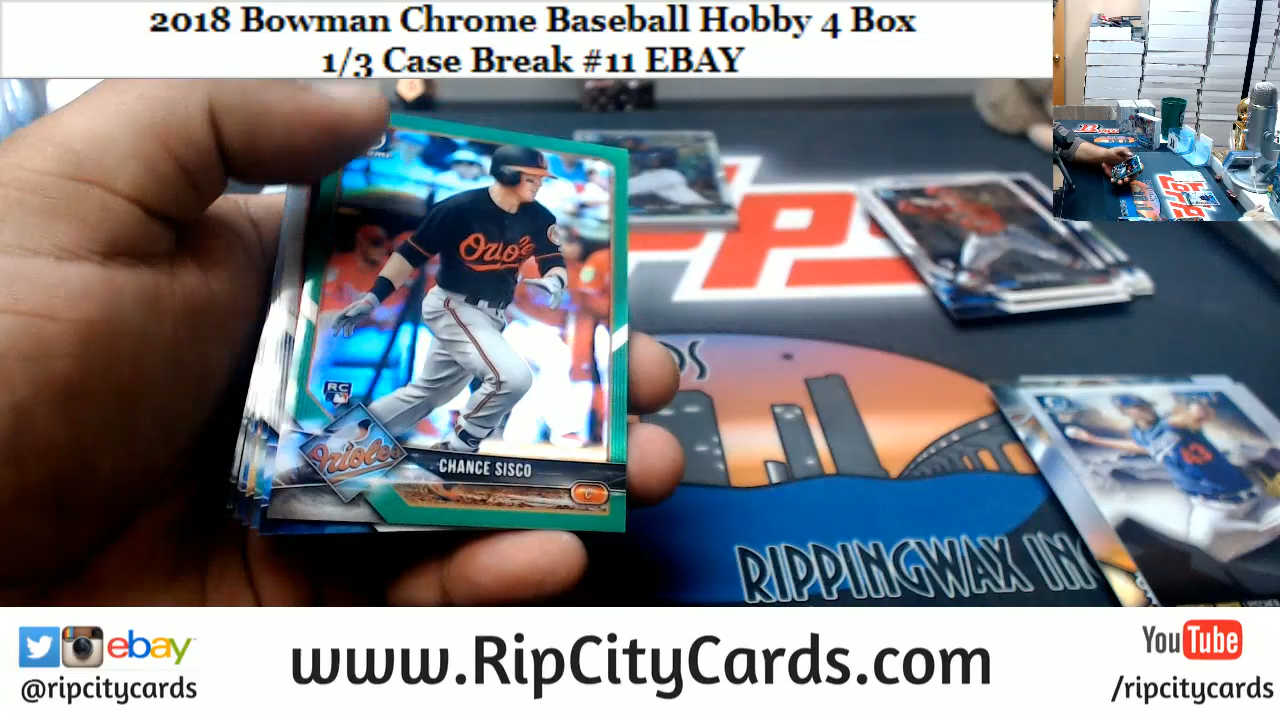 2018 Bowman Chrome Baseball Hobby 4 Box
1/3 Case Break #11 EBAY
Orioles
RC
Orioles
CHANCE SISCO
C
43
RIPPINGWAX IN
ebay
@ripcitycards
www.RipCityCards.com
YouTube
/ripcitycards